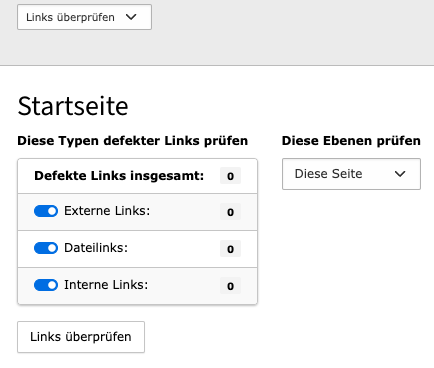 Links überprüfen
Startseite
Diese Typen defekter Links prüfen
Defekte Links insgesamt: 0
Externe Links: 0
Dateilinks: 0
Interne Links: 0
Links überprüfen
Diese Ebenen prüfen
Diese Seite